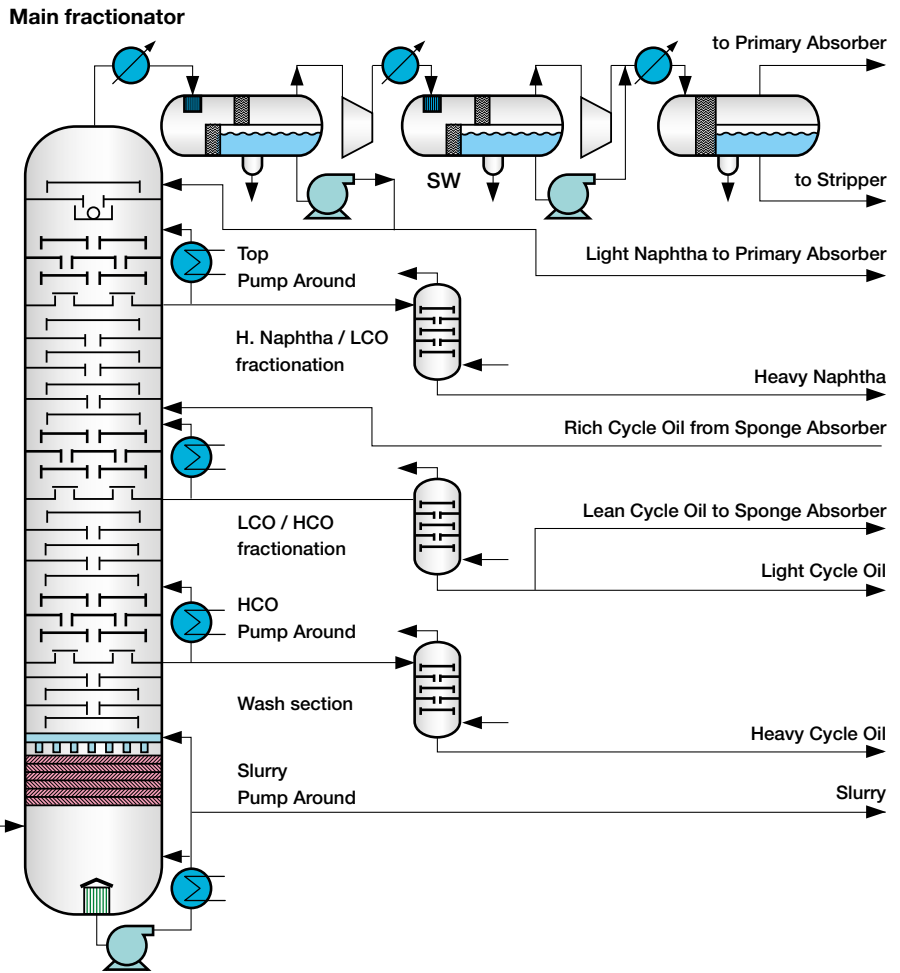 Main fractionator
to Primary Absorber
SW
to Stripper
Top
Pump Around
Light Naphtha to Primary Absorber
H. Naphtha / LCO
fractionation
Heavy Naphtha
Rich Cycle Oil from Sponge Absorber
LCO / HCO
fractionation
Lean Cycle Oil to Sponge Absorber
Light Cycle Oil
HCO
Pump Around
Wash section
Heavy Cycle Oil
Slurry
Pump Around
Slurry